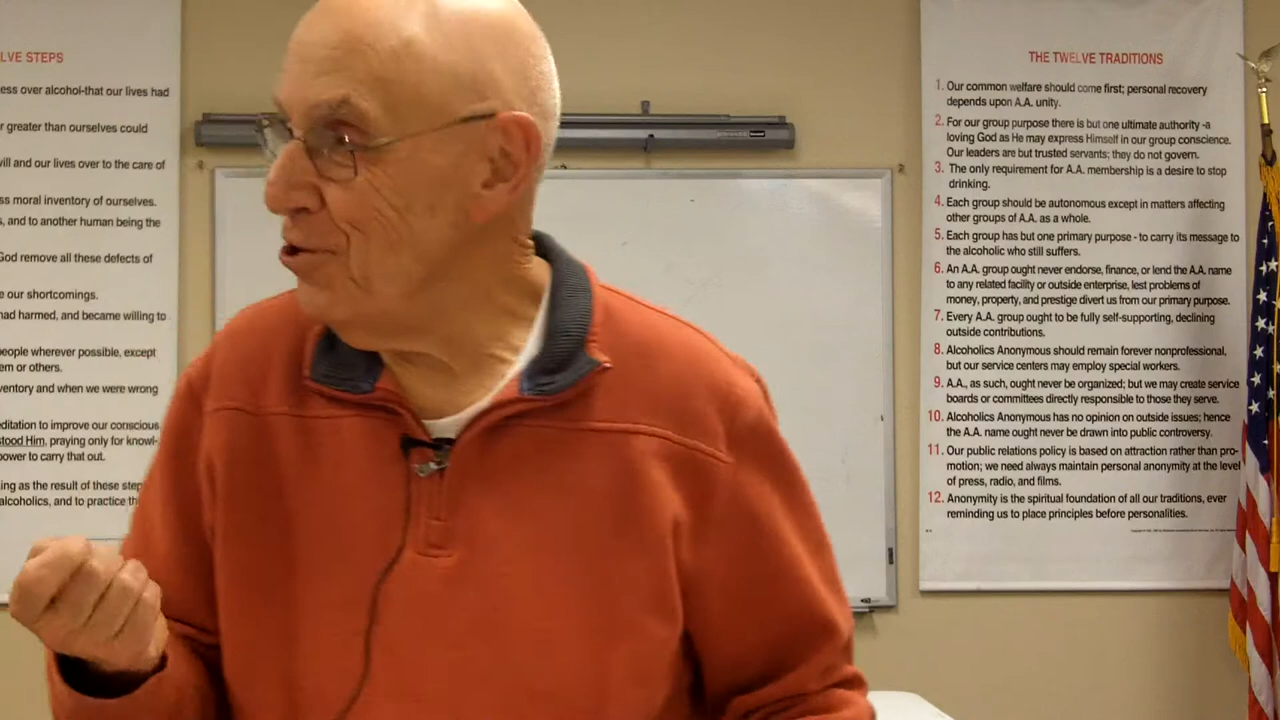 LVE STEPS
ess over alcohol-that our lives had
r greater than ourselves could
vill and our lives over to the care of
ss moral inventory of ourselves.
s, and to another human being the
God remove all these defects of
e our shortcomings.
had harmed, and became willing to
people wherever possible, except
em or others.
ventory and when we were wrong
editation to improve our conscious
stood Him, praying only for knowl-
power to carry that out.
ing as the result of these step
alcoholics, and to practice th
THE TWELVE TRADITIONS
1. Our common welfare should come first; personal recovery
depends upon A.A. unity.
2. For our group purpose there is but one ultimate authority -a
loving God as He may express Himself in our group conscience.
Our leaders are but trusted servants; they do not govern.
3. The only requirement for A.A. membership is a desire to stop
drinking.
4. Each group should be autonomous except in matters affecting
other groups of A.A. as a whole.
5. Each group has but one primary purpose - to carry its message to
the alcoholic who still suffers.
6. An A.A. group ought never endorse, finance, or lend the A.A. name
to any related facility or outside enterprise, lest problems of
money, property, and prestige divert us from our primary purpose.
7. Every A.A. group ought to be fully self-supporting, declining
outside contributions.
8. Alcoholics Anonymous should remain forever nonprofessional,
but our service centers may employ special workers.
9. A.A., as such, ought never be organized; but we may create service
boards or committees directly responsible to those they serve.
10. Alcoholics Anonymous has no opinion on outside issues; hence
the A.A. name ought never be drawn into public controversy.
11. Our public relations policy is based on attraction rather than pro-
motion; we need always maintain personal anonymity at the level
of press, radio, and films.
12. Anonymity is the spiritual foundation of all our traditions, ever
reminding us to place principles before personalities.